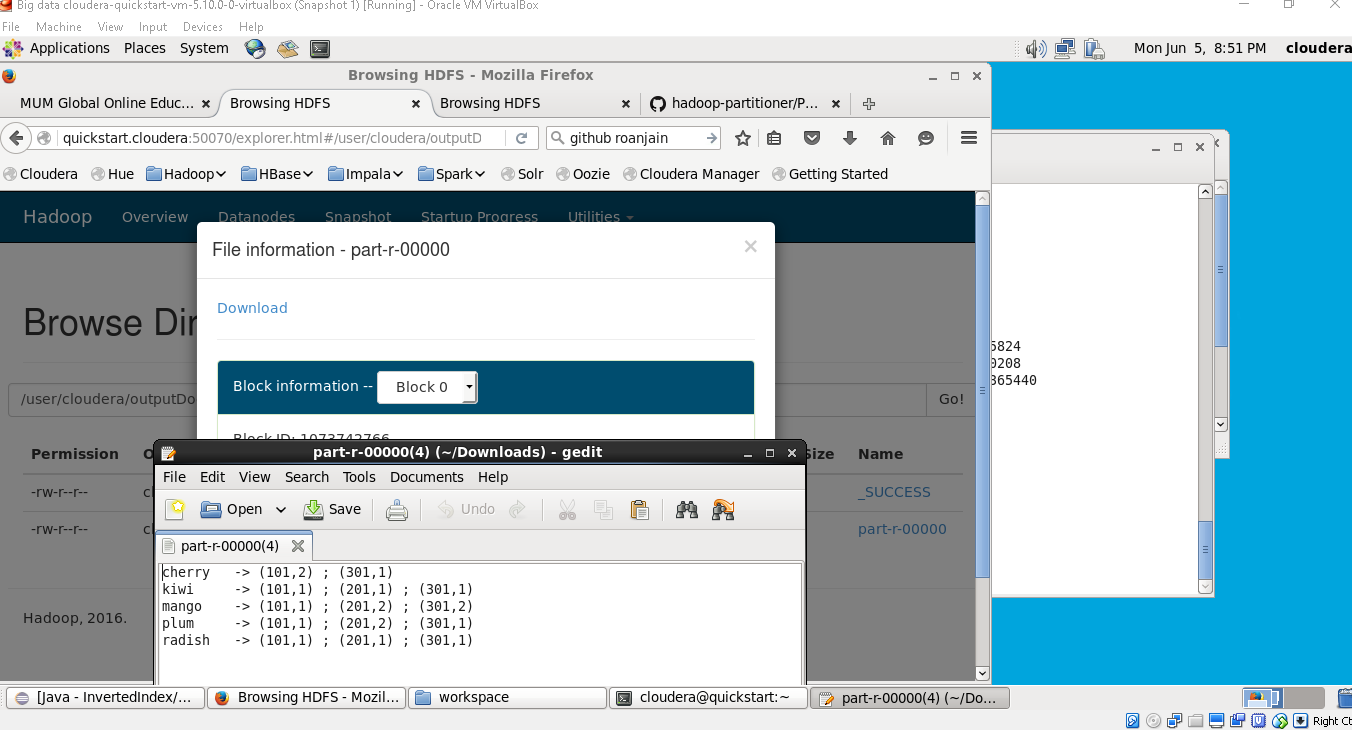 Big data cloudera-quickstart-vm-5.10.0-0-virtualbox (Snapshot 1) [Running] - Oracle VM VirtualBox
File Machine View Input Devices Help
Applications Places System Mon Jun 5, 8:51 PM cloudera
Browsing HDFS - Mozilla Firefox
MUM Global Online Educ... Browsing HDFS Browsing HDFS hadoop-partitioner/P...
quickstart.cloudera:50070/explorer.html#/user/cloudera/outputD github roanjain
Cloudera Hue Hadoop HBase Impala Spark Solr Oozie Cloudera Manager Getting Started
Hadoop Overview Datanodes Snapshot Startup Progress Utilities
File information - part-r-00000
Download
Browse Dir
5824
0208
365440
Block information -- Block 0
/user/cloudera/outputDo Go!
Block ID: 1073742766
Permission O Size Name
-rw-r--r-- cl _SUCCESS
-rw-r--r-- cl part-r-00000
Hadoop, 2016.
part-r-00000(4) (~/Downloads) - gedit
File Edit View Search Tools Documents Help
Open Save Undo
part-r-00000(4)
cherry -> (101,2) ; (301,1)
kiwi -> (101,1) ; (201,1) ; (301,1)
mango -> (101,1) ; (201,2) ; (301,2)
plum -> (101,1) ; (201,2) ; (301,1)
radish -> (101,1) ; (201,1) ; (301,1)
[Java - InvertedIndex/... Browsing HDFS - Mozil... workspace cloudera@quickstart:~ part-r-00000(4) (~/Do...
Right Ct